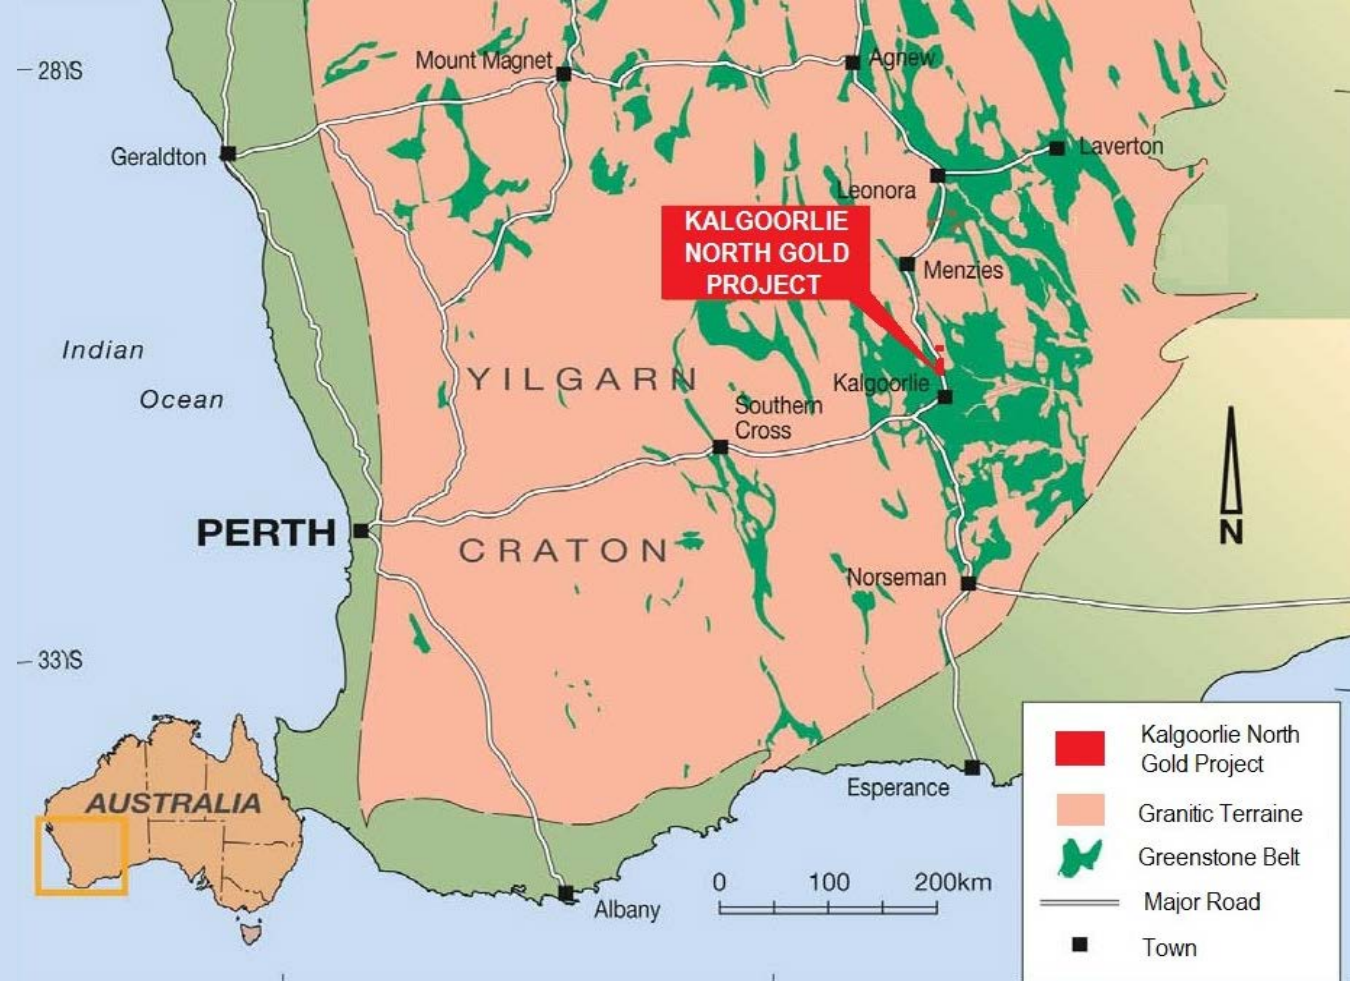 28)S
Mount Magnet
Agnew
Geraldton
Laverton
Leonora
KALGOORLIE
NORTH GOLD
PROJECT
Menzies
Indian
Ocean
YILGARN
Kalgoorlie
Southern
Cross
PERTH
CRATON
N
Norseman
33)S
AUSTRALIA
Esperance
Albany
0 100 200km
Kalgoorlie North
Gold Project
Granitic Terraine
Greenstone Belt
Major Road
Town